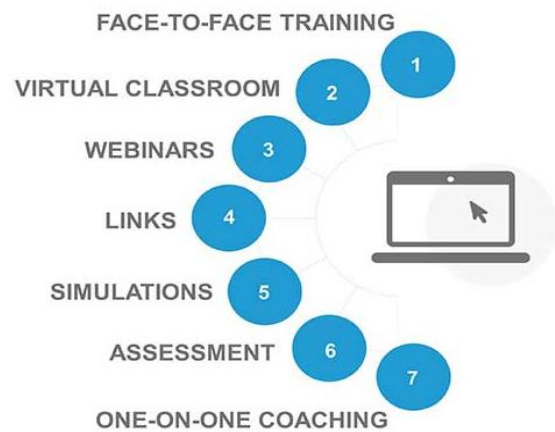 FACE-TO-FACE TRAINING
1
VIRTUAL CLASSROOM
2
WEBINARS
3
LINKS
4
SIMULATIONS
5
ASSESSMENT
6
7
ONE-ON-ONE COACHING